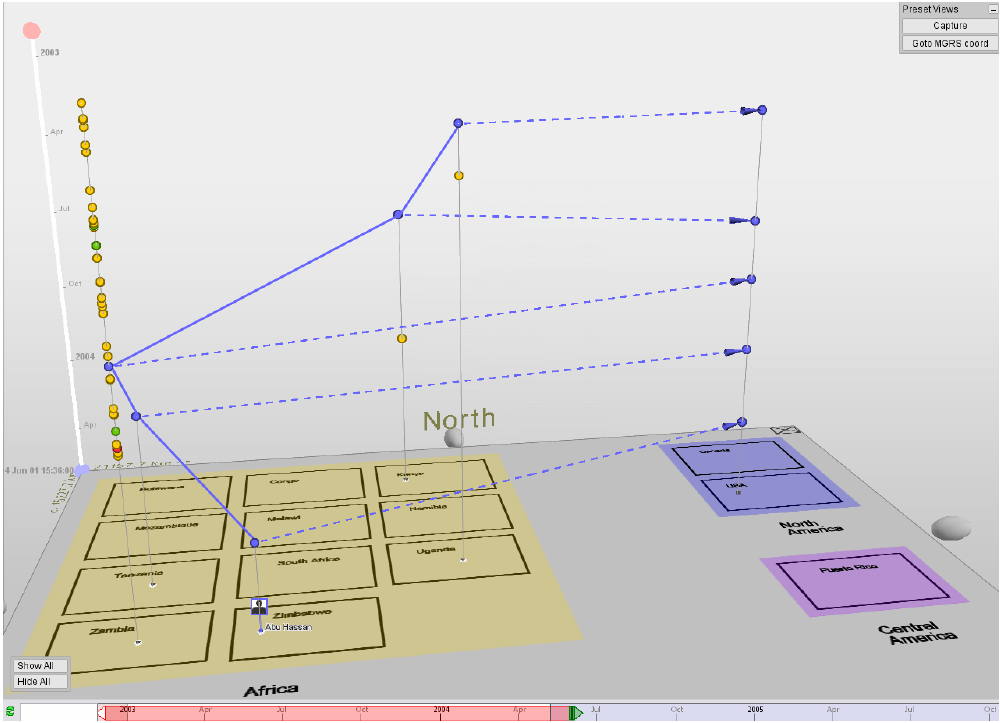 Preset Views
Capture
Goto MGRS coord
2003
Apr
Jul
Oct
2004
Apr
4 Jun 01 15:36:00
North
Botswana
Congo
Kenya
Mozambique
Malawi
Namibia
Tanzania
South Africa
Uganda
Zambia
Zimbabwe
Abu Hassan
Africa
Canada
USA
North
America
Puerto Rico
Central
America
Show All
Hide All
2003
Apr
Jul
Oct
2004
Apr
Jul
Oct
2005
Apr
Jul
Oct